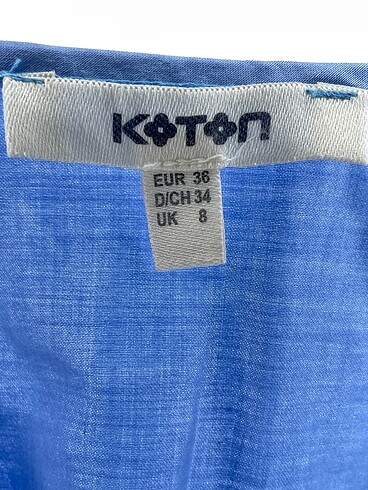 KOTON
EUR 36
D/CH 34
UK 8